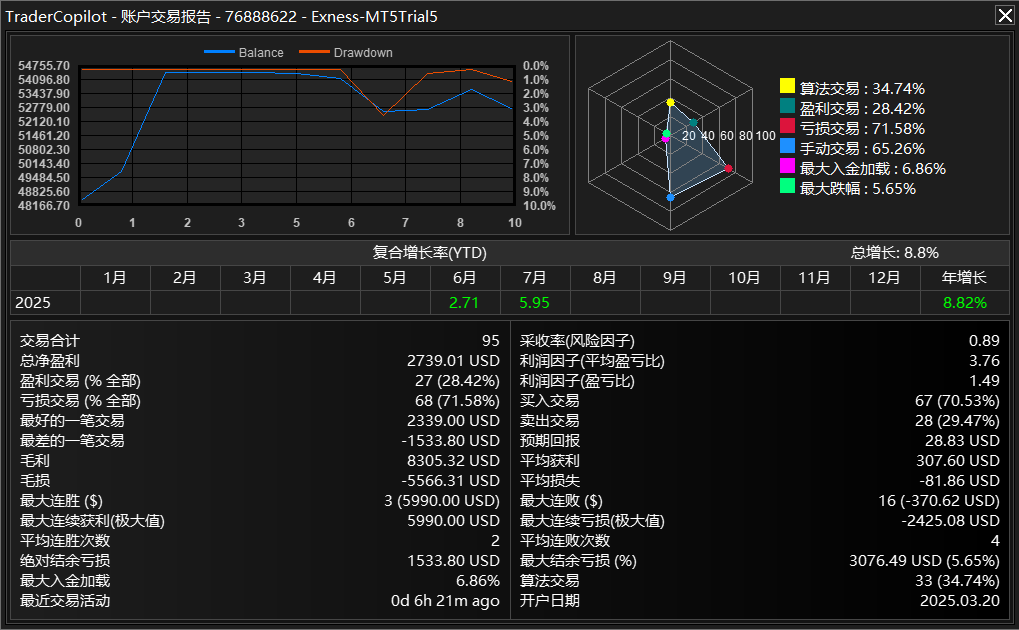 TraderCopilot - 账户交易报告 - 76888622 - Exness-MT5Trial5
Balance Drawdown
54755.70 0.0%
54096.80 1.0%
53437.90 2.0%
52779.00 3.0%
52120.10 4.0%
51461.20 5.0%
50802.30 6.0%
50143.40 7.0%
49484.50 8.0%
48825.60 9.0%
48166.70 10.0%
0 1 2 3 4 5 6 7 8 10
20 40 60 80 100
算法交易 : 34.74%
盈利交易 : 28.42%
亏损交易 : 71.58%
手动交易 : 65.26%
最大入金加载 : 6.86%
最大跌幅 : 5.65%
复合增长率(YTD) 总增长: 8.8%
1月 2月 3月 4月 5月 6月 7月 8月 9月 10月 11月 12月 年增长
2025 2.71 5.95 8.82%
交易合计 95
总净盈利 2739.01 USD
盈利交易 (% 全部) 27 (28.42%)
亏损交易 (% 全部) 68 (71.58%)
最好的一笔交易 2339.00 USD
最差的一笔交易 -1533.80 USD
毛利 8305.32 USD
毛损 -5566.31 USD
最大连胜 ($) 3 (5990.00 USD)
最大连续获利(极大值) 5990.00 USD
平均连胜次数 2
绝对结余亏损 1533.80 USD
最大入金加载 6.86%
最近交易活动 0d 6h 21m ago
采收率(风险因子) 0.89
利润因子(平均盈亏比) 3.76
利润因子(盈亏比) 1.49
买入交易 67 (70.53%)
卖出交易 28 (29.47%)
预期回报 28.83 USD
平均获利 307.60 USD
平均损失 -81.86 USD
最大连败 ($) 16 (-370.62 USD)
最大连续亏损(极大值) -2425.08 USD
平均连败次数 4
最大结余亏损 (%) 3076.49 USD (5.65%)
算法交易 33 (34.74%)
开户日期 2025.03.20